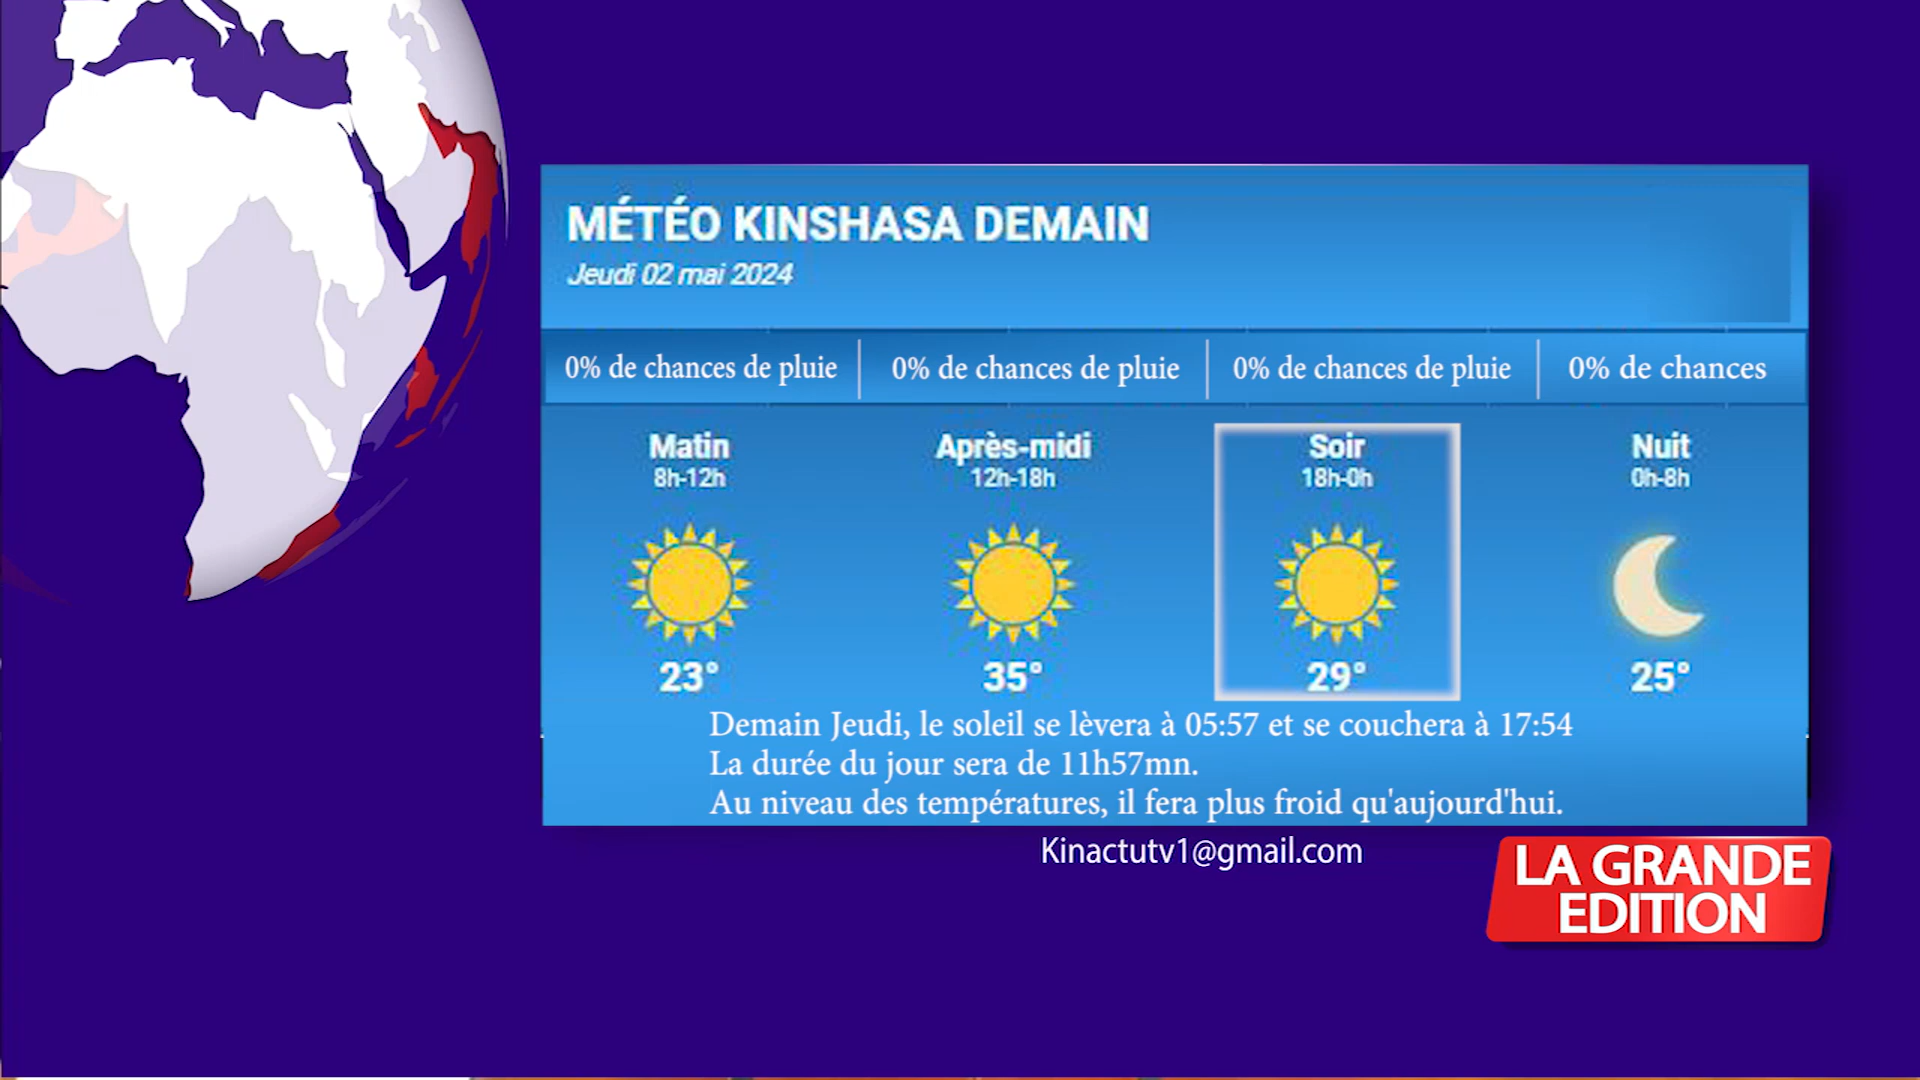 MÉTÉO KINSHASA DEMAIN
Jeudi 02 mai 2024
0% de chances de pluie
0% de chances de pluie
0% de chances de pluie
0% de chances
Matin
8h-12h
23°
Après-midi
12h-18h
35°
Soir
18h-0h
29°
Nuit
0h-8h
25°
Demain Jeudi, le soleil se lèvera à 05:57 et se couchera à 17:54
La durée du jour sera de 11h57mn.
Au niveau des températures, il fera plus froid qu'aujourd'hui.
Kinactutv1@gmail.com
LA GRANDE
EDITION